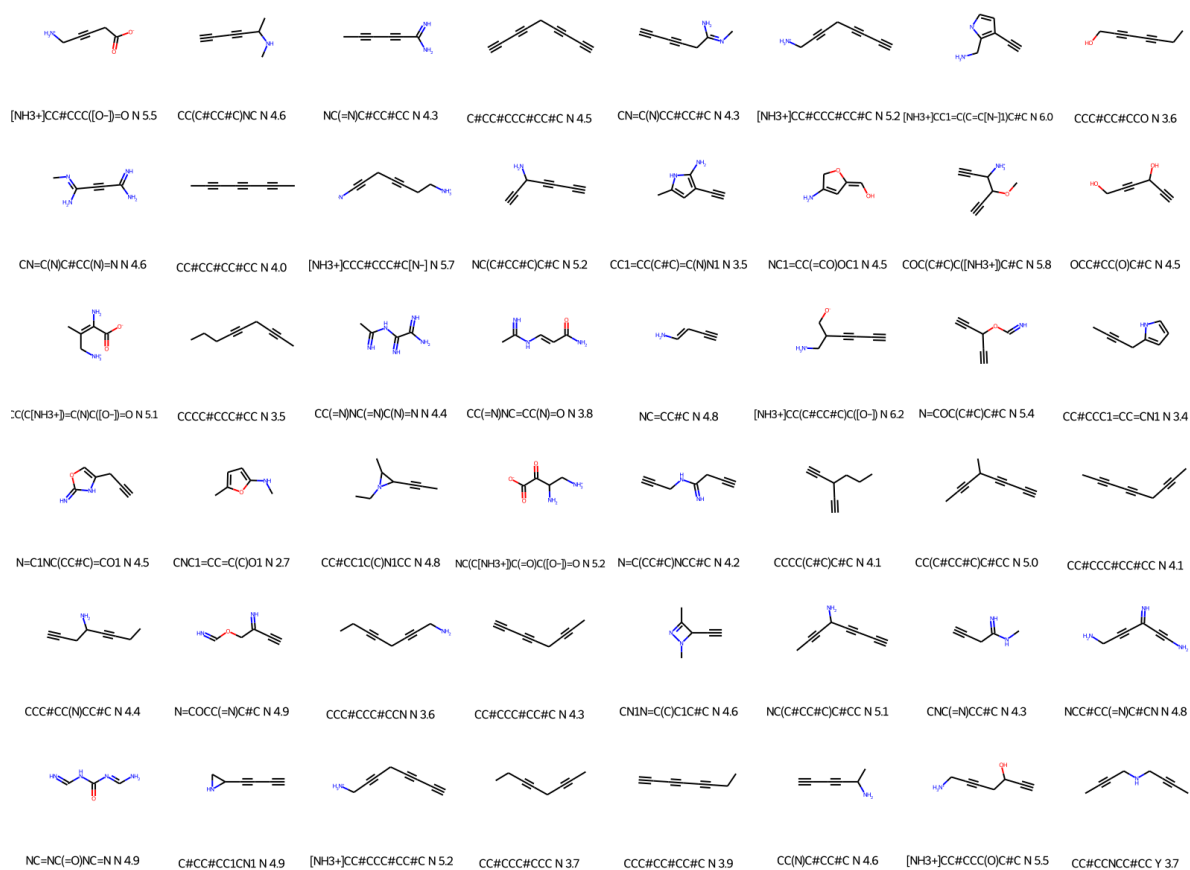 [NH3+]CC#CCC([O-])=O N 5.5
CC(C#CC#C)NC N 4.6
NC(=N)C#CC#CC N 4.3
C#CC#CCC#CC#C N 4.5
CN=C(N)CC#CC#C N 4.3
[NH3+]CC#CCC#CC#C N 5.2
[NH3+]CC1=C(C=C[N-]1)C#C N 6.0
CCC#CC#CCO N 3.6
CN=C(N)C#CC(N)=N N 4.6
CC#CC#CC#CC N 4.0
[NH3+]CCC#CCC#C[N-] N 5.7
NC(C#CC#C)C#C N 5.2
CC1=CC(C#C)=C(N)N1 N 3.5
NC1=CC(=CO)OC1 N 4.5
COC(C#C)C([NH3+])C#C N 5.8
OCC#CC(O)C#C N 4.5
CC(C[NH3+])=C(N)C([O-])=O N 5.1
CCCC#CCC#CC N 3.5
CC(=N)NC(=N)C(N)=N N 4.4
CC(=N)NC=CC(N)=O N 3.8
NC=CC#C N 4.8
[NH3+]CC(C#CC#C)C([O-]) N 6.2
N=COC(C#C)C#C N 5.4
CC#CCC1=CC=CN1 N 3.4
N=C1NC(CC#C)=CO1 N 4.5
CNC1=CC=C(C)O1 N 2.7
CC#CC1C(C)N1CC N 4.8
NC(C[NH3+])C(=O)C([O-])=O N 5.2
N=C(CC#C)NCC#C N 4.2
CCCC(C#C)C#C N 4.1
CC(C#CC#C)C#CC N 5.0
CC#CCC#CC#CC N 4.1
CCC#CC(N)CC#C N 4.4
N=COCC(=N)C#C N 4.9
CCC#CCC#CCN N 3.6
CC#CCC#CC#C N 4.3
CN1N=C(C)C1C#C N 4.6
NC(C#CC#C)C#CC N 5.1
CNC(=N)CC#C N 4.3
NCC#CC(=N)C#CN N 4.8
NC=NC(=O)NC=N N 4.9
C#CC#CC1CN1 N 4.9
[NH3+]CC#CCC#CC#C N 5.2
CC#CCC#CCC N 3.7
CCC#CC#CC#C N 3.9
CC(N)C#CC#C N 4.6
[NH3+]CC#CCC(O)C#C N 5.5
CC#CCNCC#CC Y 3.7